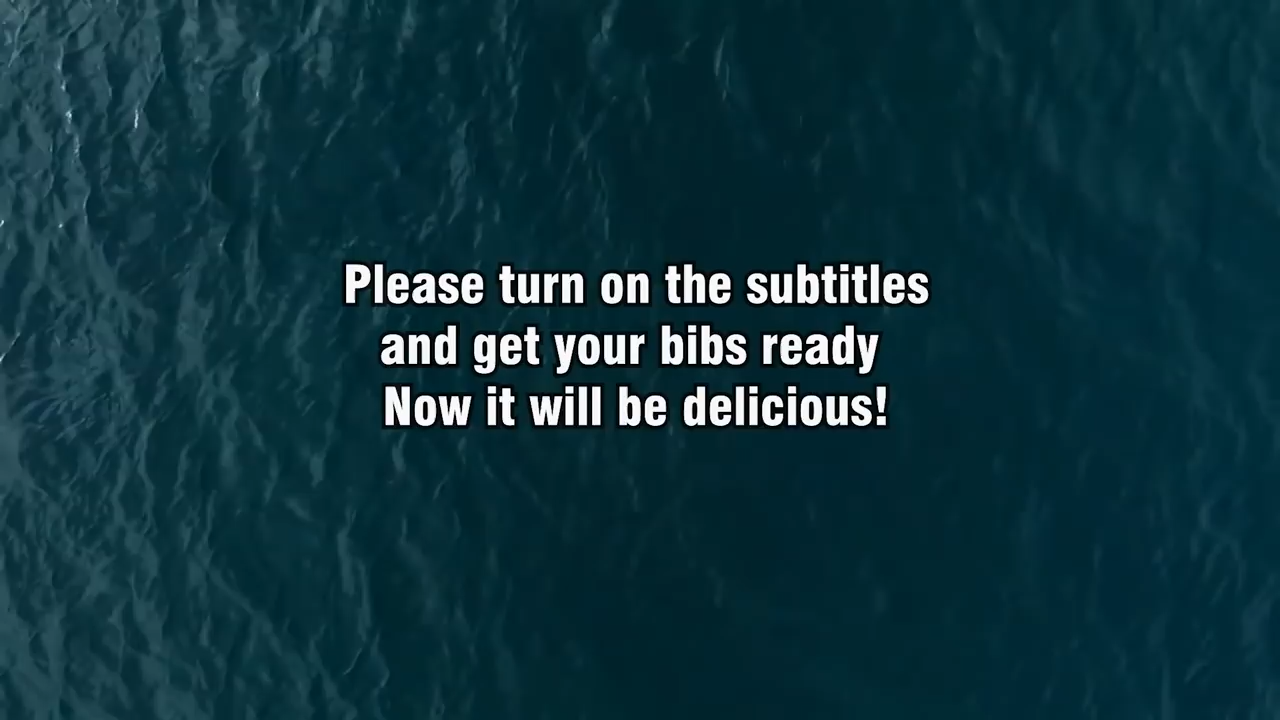 Please turn on the subtitles
and get your bibs ready
Now it will be delicious!